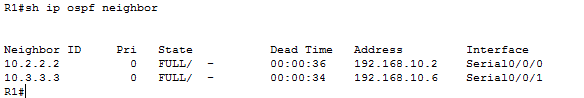 R1#sh ip ospf neighbor
Neighbor ID     Pri   State           Dead Time   Address         Interface
10.2.2.2          0   FULL/  -        00:00:36    192.168.10.2    Serial0/0/0
10.3.3.3          0   FULL/  -        00:00:34    192.168.10.6    Serial0/0/1
R1#